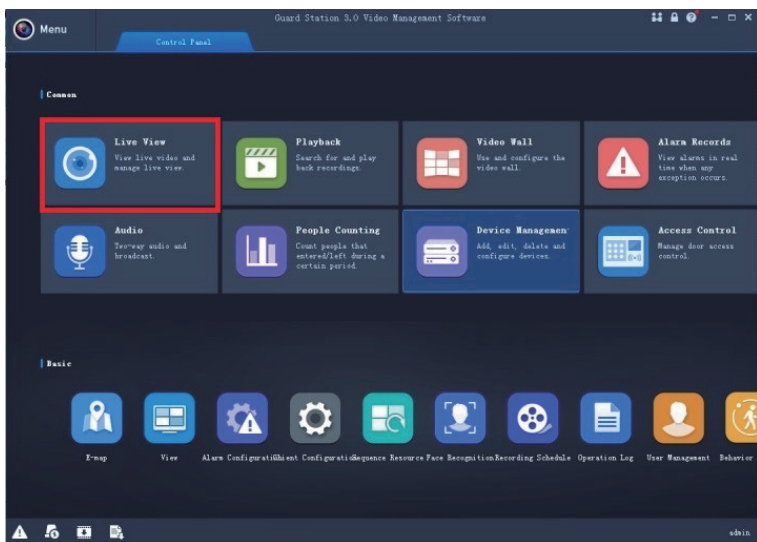 Menu
Guard Station 3.0 Video Management Software
Control Panel
Common
Live View
View live video and
manage live view.
Playback
Search for and play
back recordings.
Video Wall
Use and configure the
video wall.
Alarm Records
View alarms in real
time when any
exception occurs.
Audio
Two-way audio and
broadcast.
People Counting
Count people that
entered/left during a
certain period.
Device Managemen
Add, edit, delete and
configure devices.
Access Control
Manage door access
control.
Basic
E-map
View
Alarm Configurati
Client Configurati
Sequence Resource
Face Recognition
Recording Schedule
Operation Log
User Management
Behavior
admin